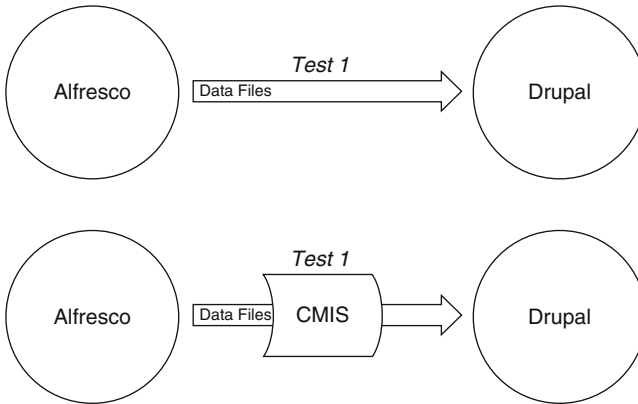 Test 1
Alfresco
Data Files
Drupal
Test 1
Alfresco
Data Files
CMIS
Drupal